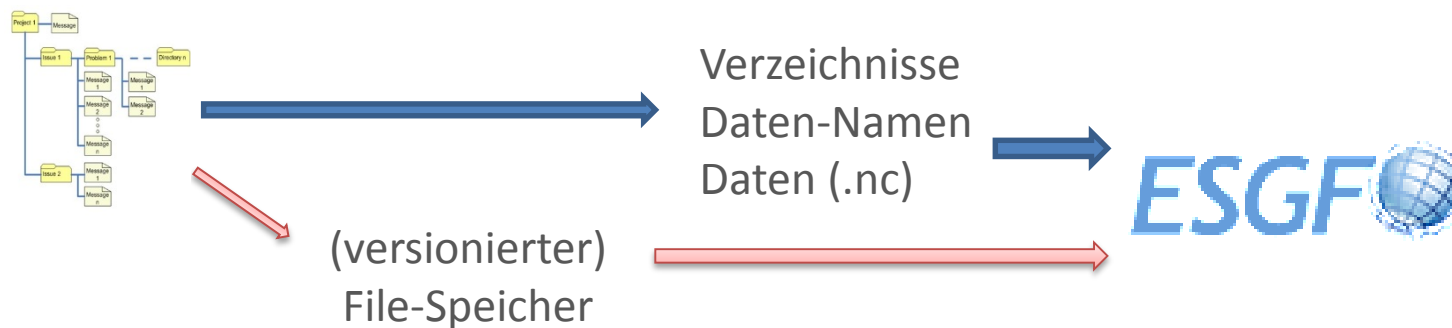 Project 1
Message
Issue 1
Problem 1
Directory n
Message
1
Message
1
Message
2
Message
2
Message
n
Issue 2
Message
1
Message
n
Verzeichnisse
Daten-Namen
Daten (.nc)
ESGF
(versionierter)
File-Speicher